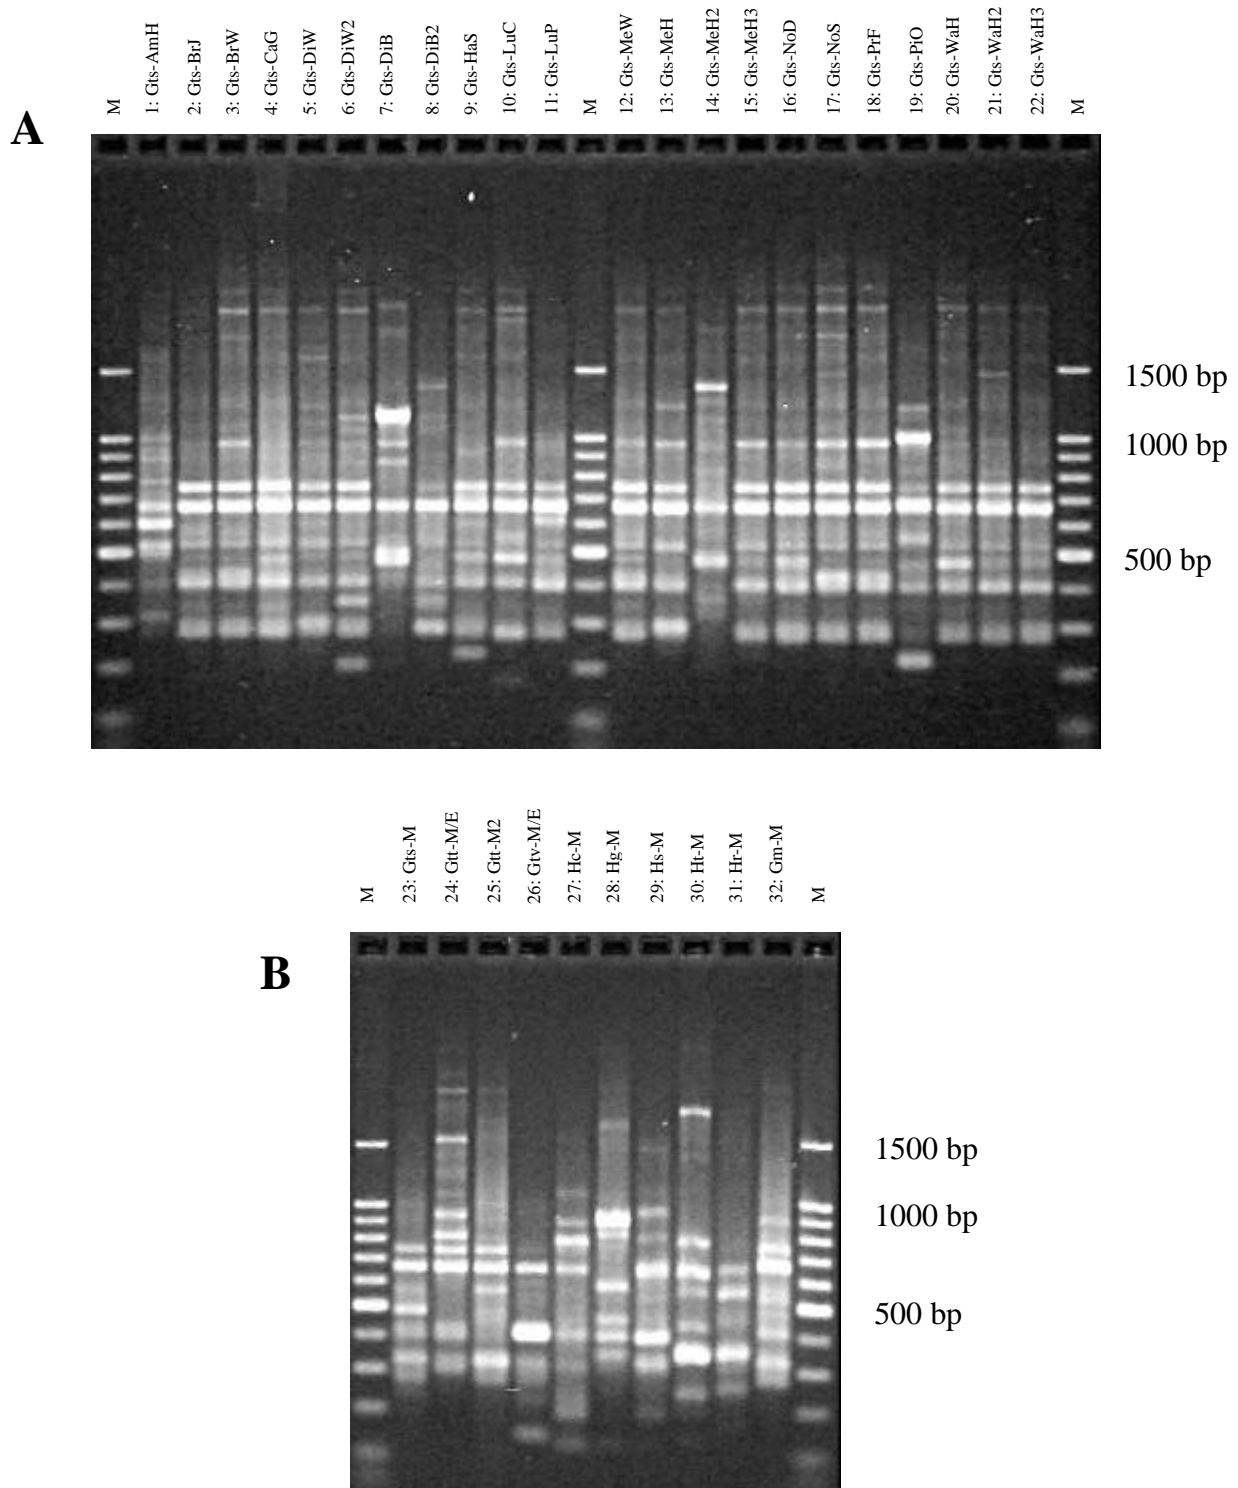 M
1: Gts-AmH
2: Gts-BrJ
3: Gts-BrW
4: Gts-CaG
5: Gts-DiW
6: Gts-DiW2
7: Gts-DiB
8: Gts-DiB2
9: Gts-HaS
10: Gts-LuC
11: Gts-LuP
M
12: Gts-MeW
13: Gts-MeH
14: Gts-MeH2
15: Gts-MeH3
16: Gts-NoD
17: Gts-NoS
18: Gts-PrF
19: Gts-PiO
20: Gts-WaH
21: Gts-WaH2
22: Gts-WaH3
M
A
1500 bp
1000 bp
500 bp
M
23: Gts-M
24: Gtt-M/E
25: Gtt-M2
26: Gtv-M/E
27: Hc-M
28: Hg-M
29: Hs-M
30: Ht-M
31: Hr-M
32: Gm-M
M
B
1500 bp
1000 bp
500 bp